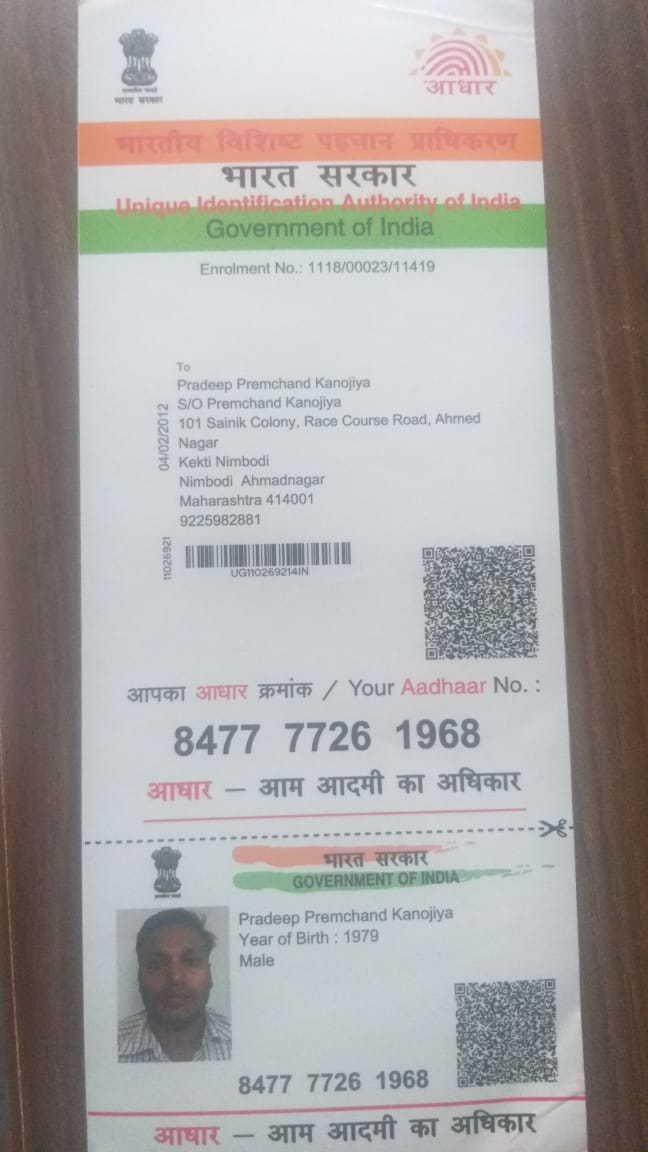 भारत सरकार
आधार
भारतीय विशिष्ट पहचान प्राधिकरण
भारत सरकार
Unique Identification Authority of India
Government of India
Enrolment No.: 1118/00023/11419
To
Pradeep Premchand Kanojiya
S/O Premchand Kanojiya
101 Sainik Colony, Race Course Road, Ahmed
Nagar
Kekti Nimbodi
Nimbodi Ahmadnagar
Maharashtra 414001
9225982881
04/02/2012
11026921
UG110269214IN
आपका आधार क्रमांक / Your Aadhaar No. :
8477 7726 1968
आधार — आम आदमी का अधिकार
भारत सरकार
GOVERNMENT OF INDIA
Pradeep Premchand Kanojiya
Year of Birth : 1979
Male
8477 7726 1968
आधार — आम आदमी का अधिकार